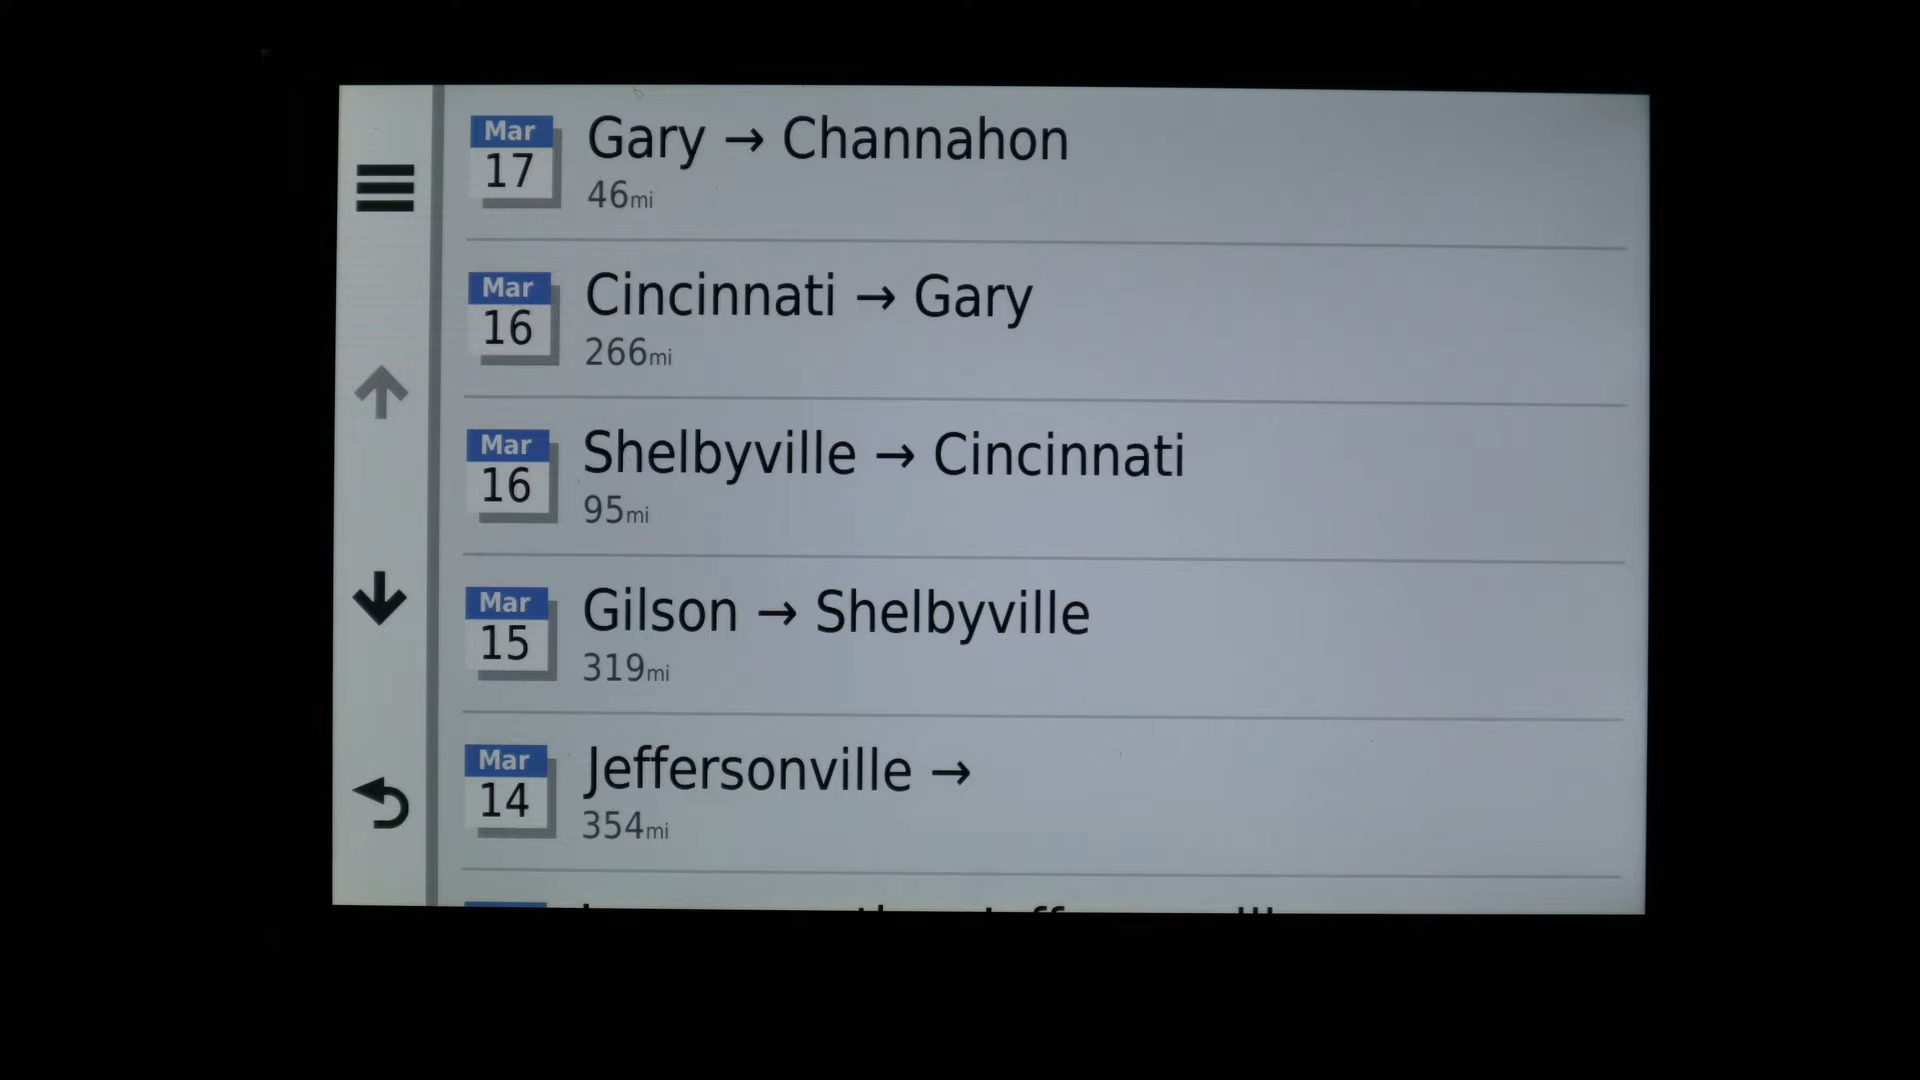 Mar
17
Gary → Channahon
46mi
Mar
16
Cincinnati → Gary
266mi
Mar
16
Shelbyville → Cincinnati
95mi
Mar
15
Gilson → Shelbyville
319mi
Mar
14
Jeffersonville →
354mi